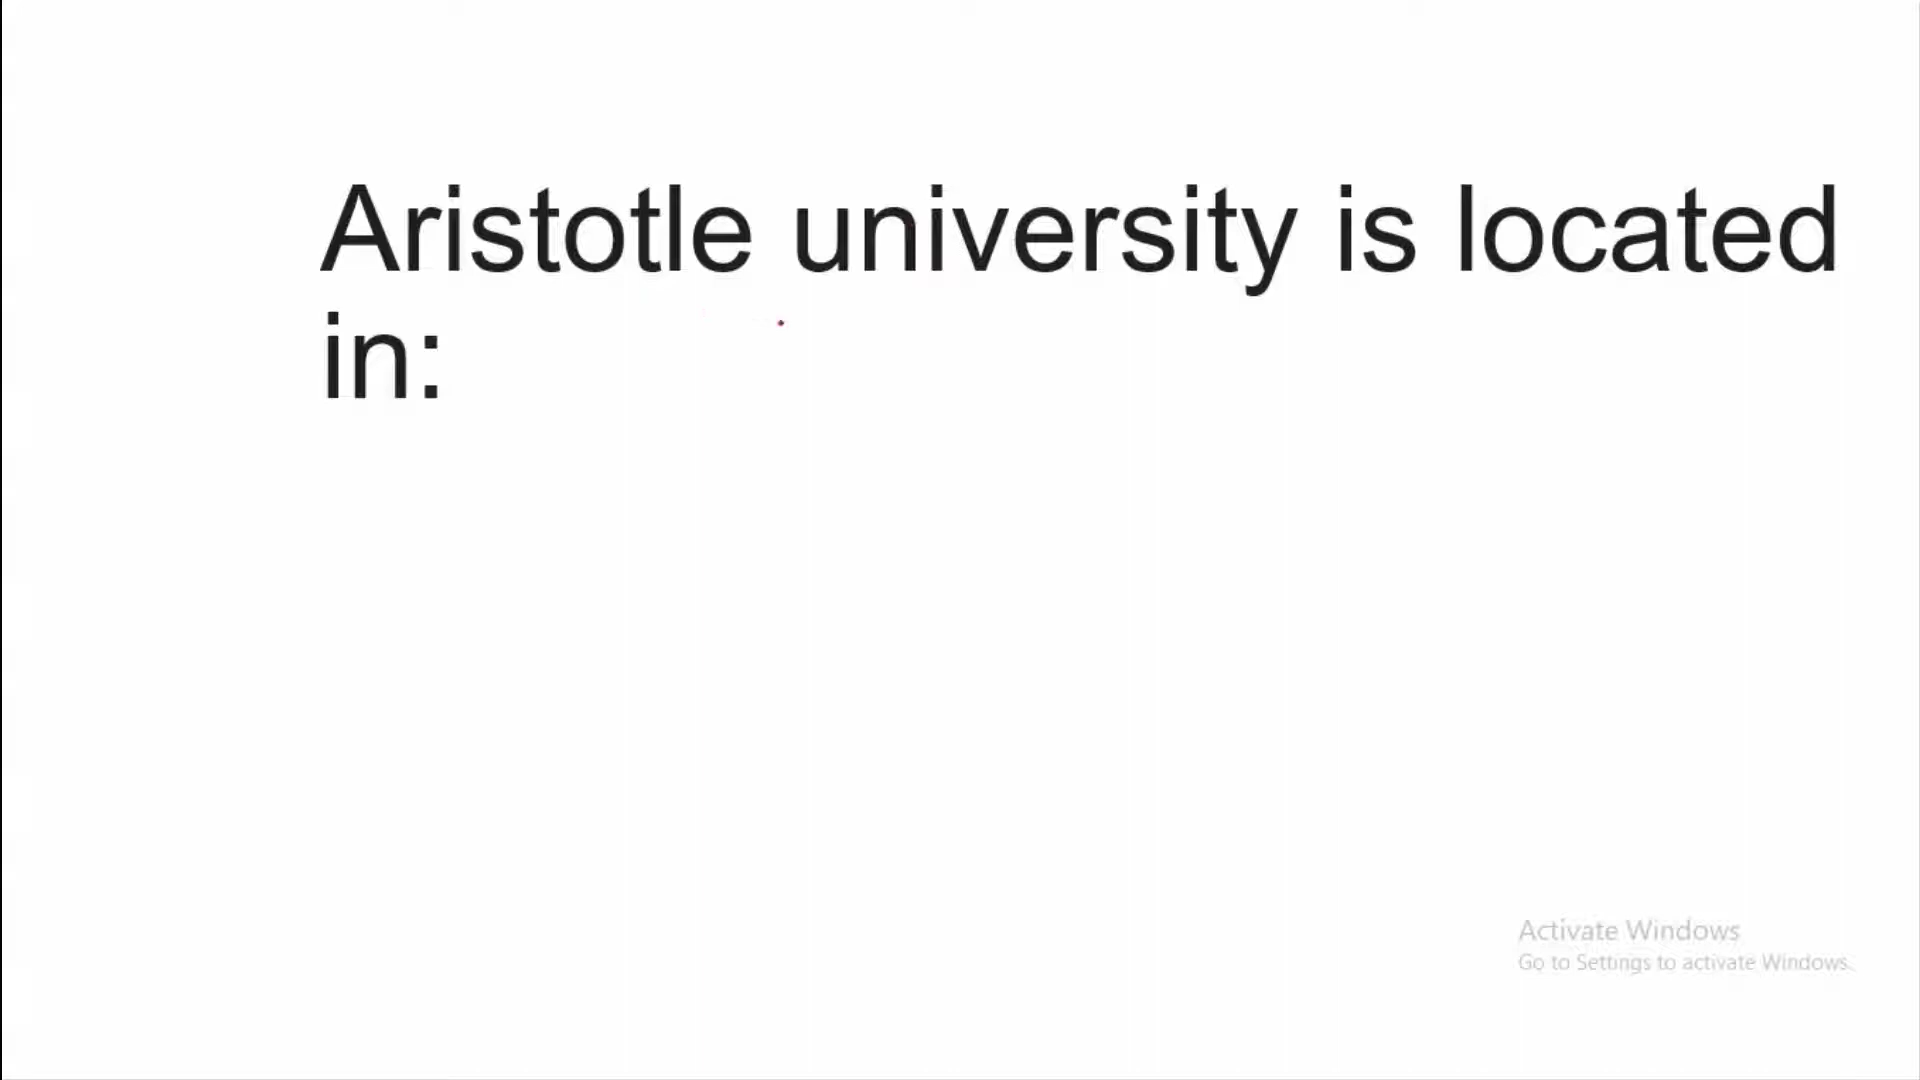 Aristotle university is located
in:
Activate Windows
Go to Settings to activate Windows.